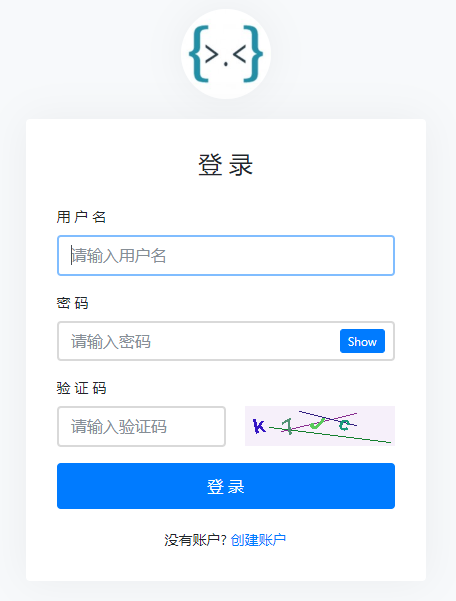 {>.<}
登录
用户名
请输入用户名
密码
请输入密码
Show
验证码
请输入验证码
登录
没有账户? 创建账户